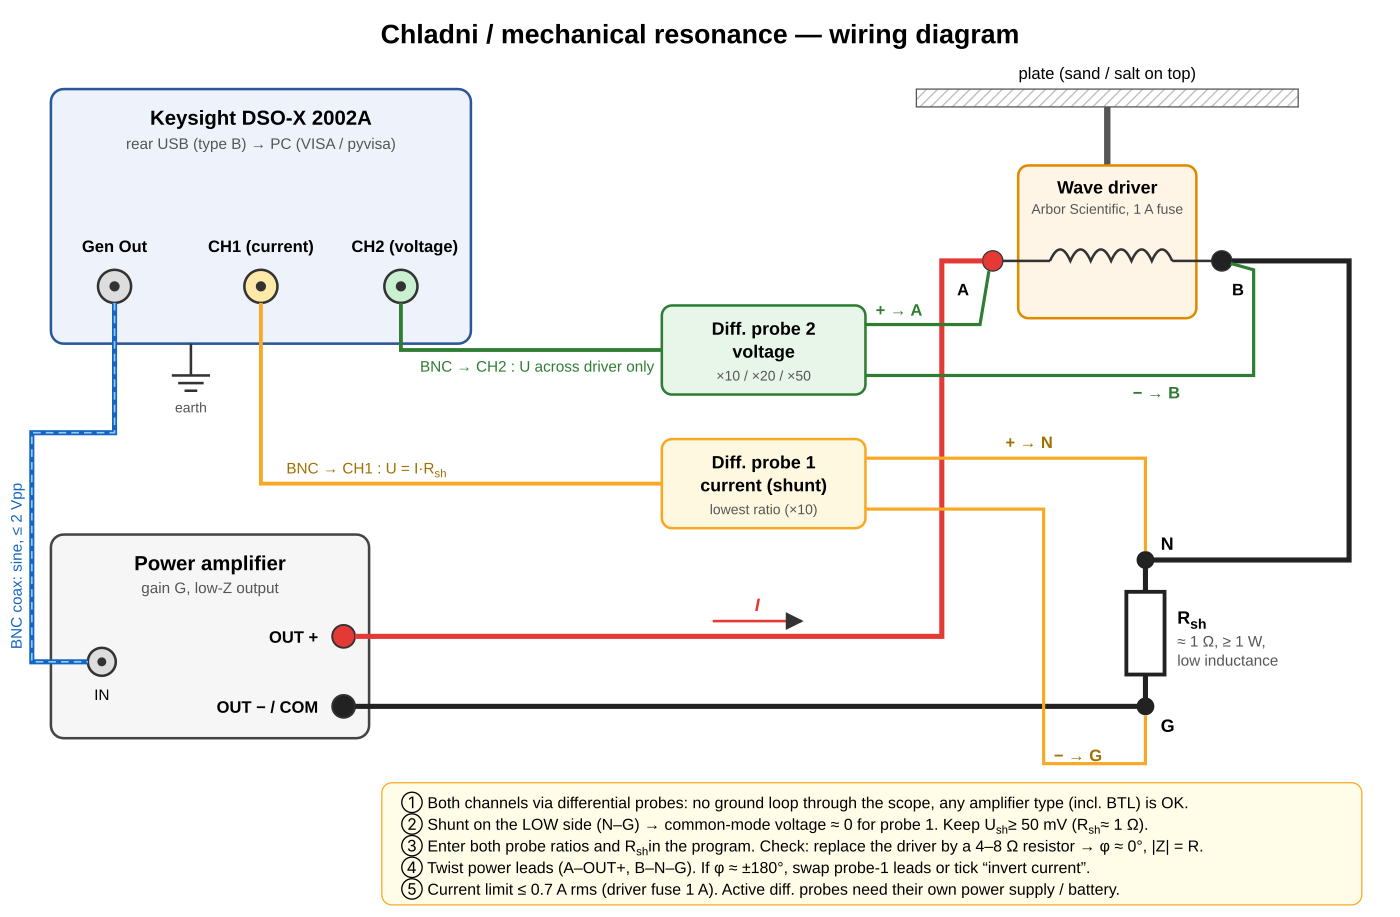 Chladni / mechanical resonance — wiring diagram
plate (sand / salt on top)
Keysight DSO-X 2002A
rear USB (type B) → PC (VISA / pyvisa)
Gen Out
CH1 (current)
CH2 (voltage)
earth
Wave driver
Arbor Scientific, 1 A fuse
A
B
+ → A
Diff. probe 2
voltage
×10 / ×20 / ×50
BNC → CH2 : U across driver only
− → B
+ → N
BNC → CH1 : U = I·Rsh
Diff. probe 1
current (shunt)
lowest ratio (×10)
BNC coax: sine, ≤ 2 Vpp
Power amplifier
gain G, low-Z output
OUT +
IN
OUT − / COM
I
N
Rsh
≈ 1 Ω, ≥ 1 W,
low inductance
G
− → G
① Both channels via differential probes: no ground loop through the scope, any amplifier type (incl. BTL) is OK.
② Shunt on the LOW side (N–G) → common-mode voltage ≈ 0 for probe 1. Keep Ush≥ 50 mV (Rsh≈ 1 Ω).
③ Enter both probe ratios and Rshin the program. Check: replace the driver by a 4–8 Ω resistor → φ ≈ 0°, |Z| = R.
④ Twist power leads (A–OUT+, B–N–G). If φ ≈ ±180°, swap probe-1 leads or tick “invert current”.
⑤ Current limit ≤ 0.7 A rms (driver fuse 1 A). Active diff. probes need their own power supply / battery.